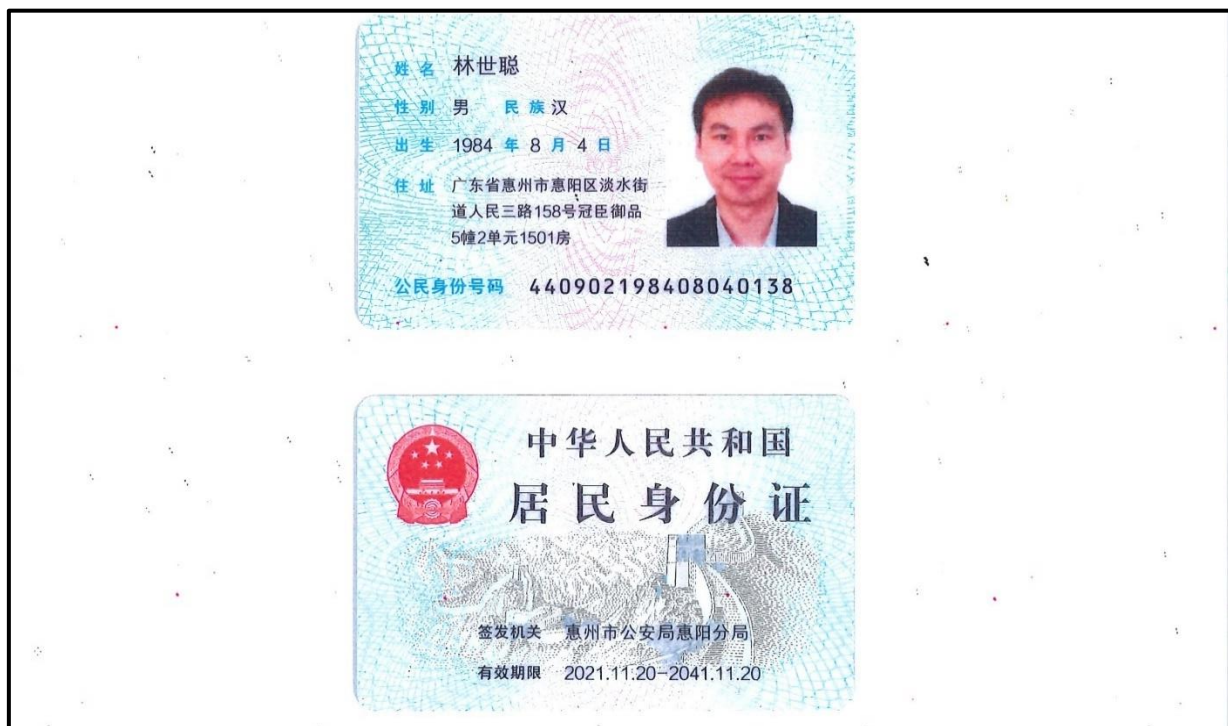 姓名 林世聪
性别 男 民族 汉
出生 1984 年 8 月 4 日
住址 广东省惠州市惠阳区淡水街
道人民三路158号冠臣御品
5幢2单元1501房
公民身份号码 440902198408040138
中华人民共和国
居民身份证
签发机关 惠州市公安局惠阳分局
有效期限 2021.11.20-2041.11.20